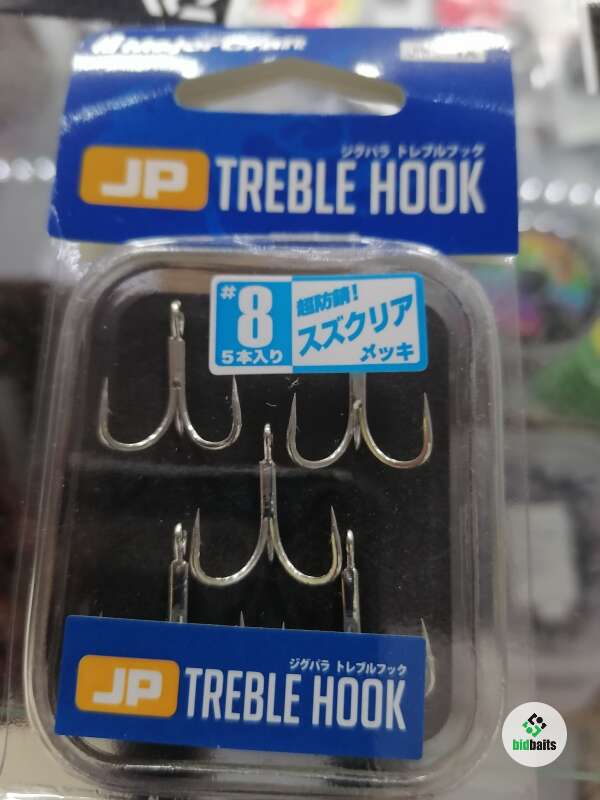 Major Craft
ジグパラ トレブルフック
JP TREBLE HOOK
#8
5本入り
超防錆!
スズクリア
メッキ
ジグパラ トレブルフック
JP TREBLE HOOK
bidbaits